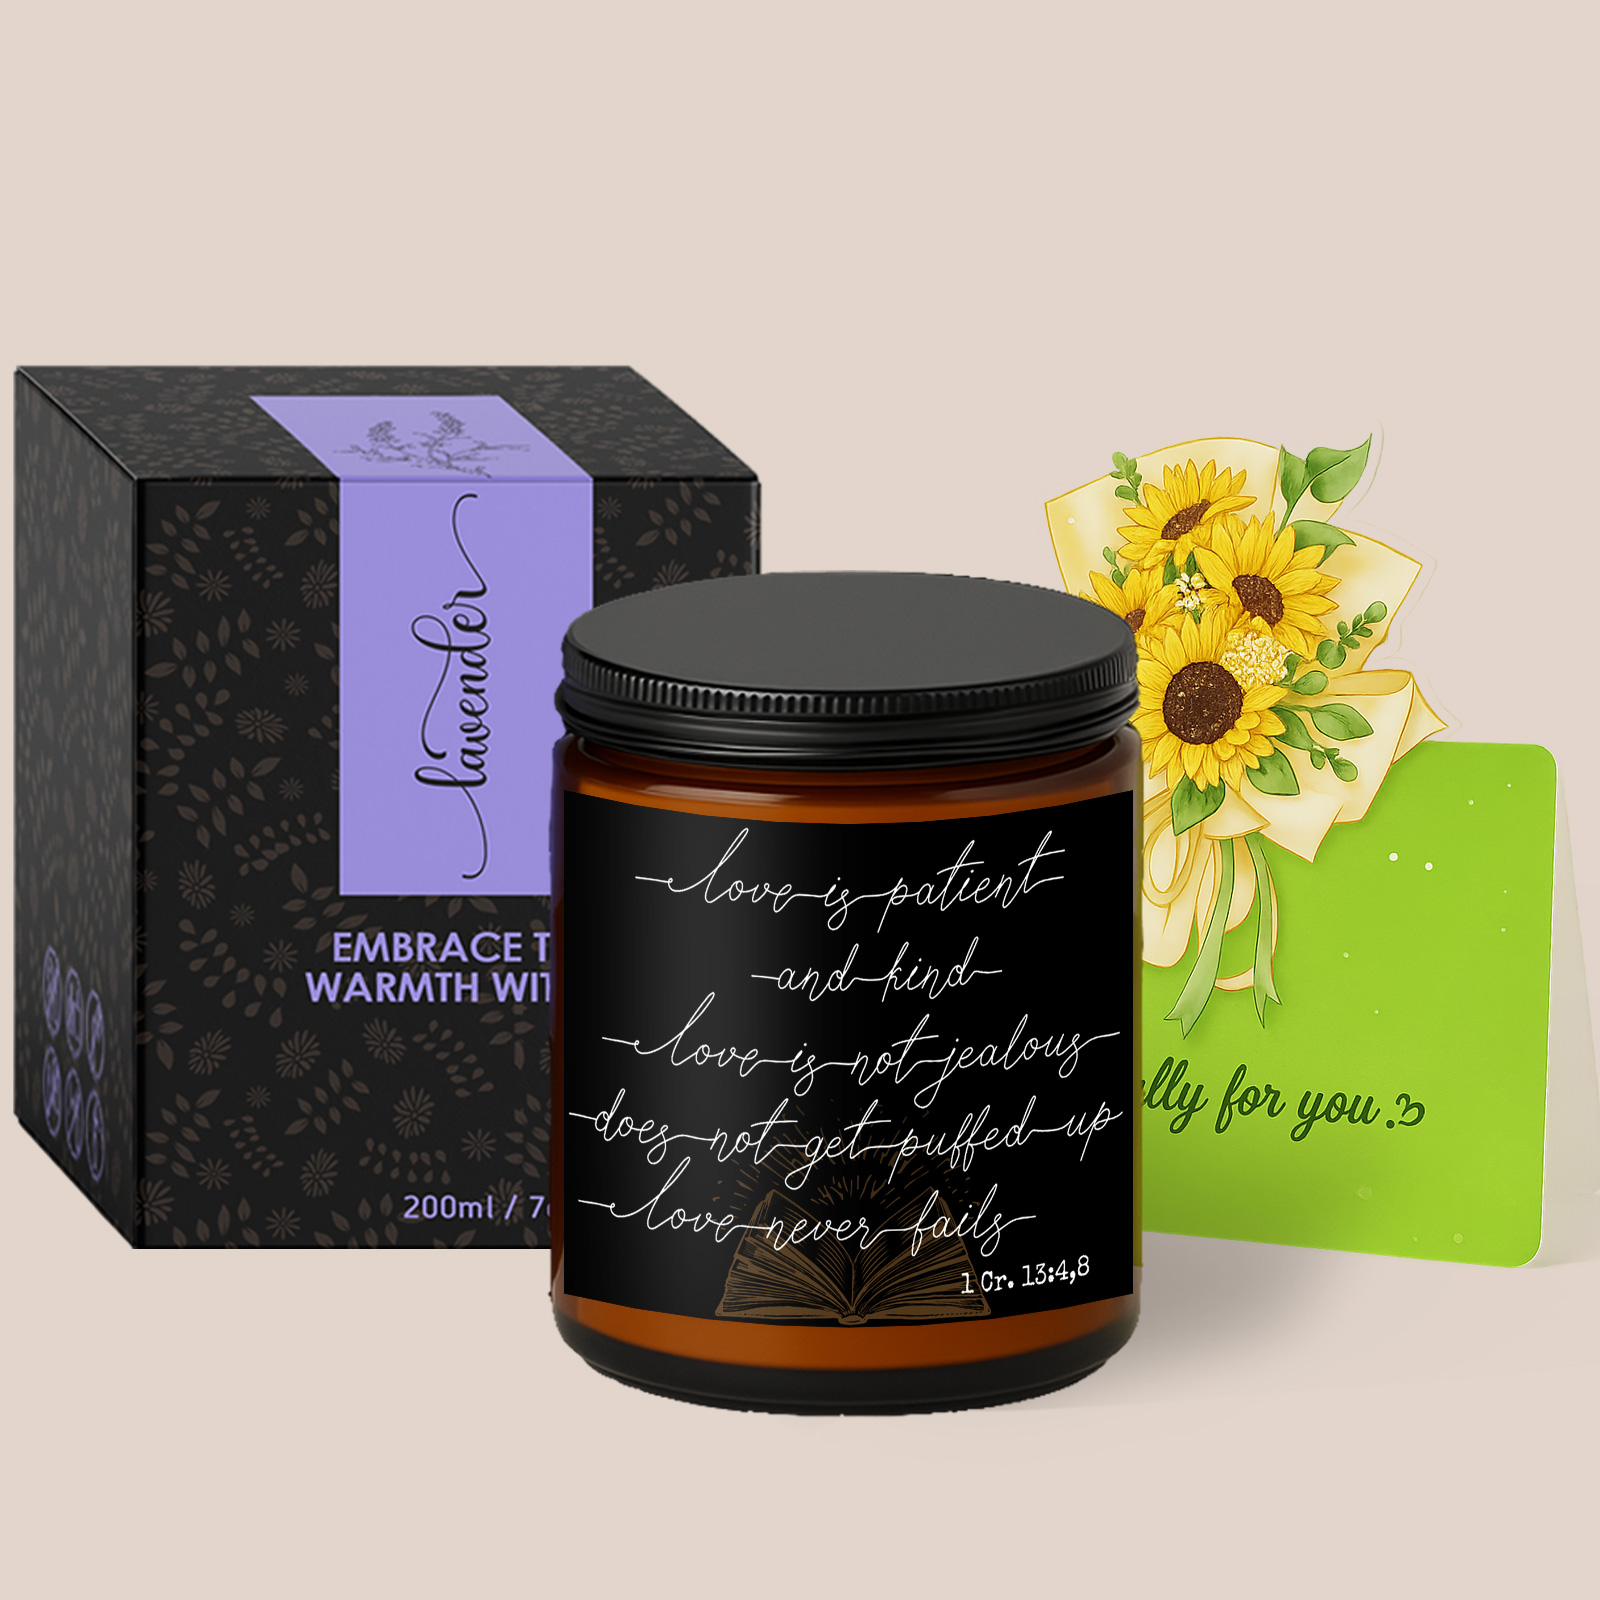 lavender
EMBRACE T
WARMTH WIT
200ml / 7
love is patient
and kind
love is not jealous
does not get puffed up
love never fails
1 Cr. 13:4,8
lly for you